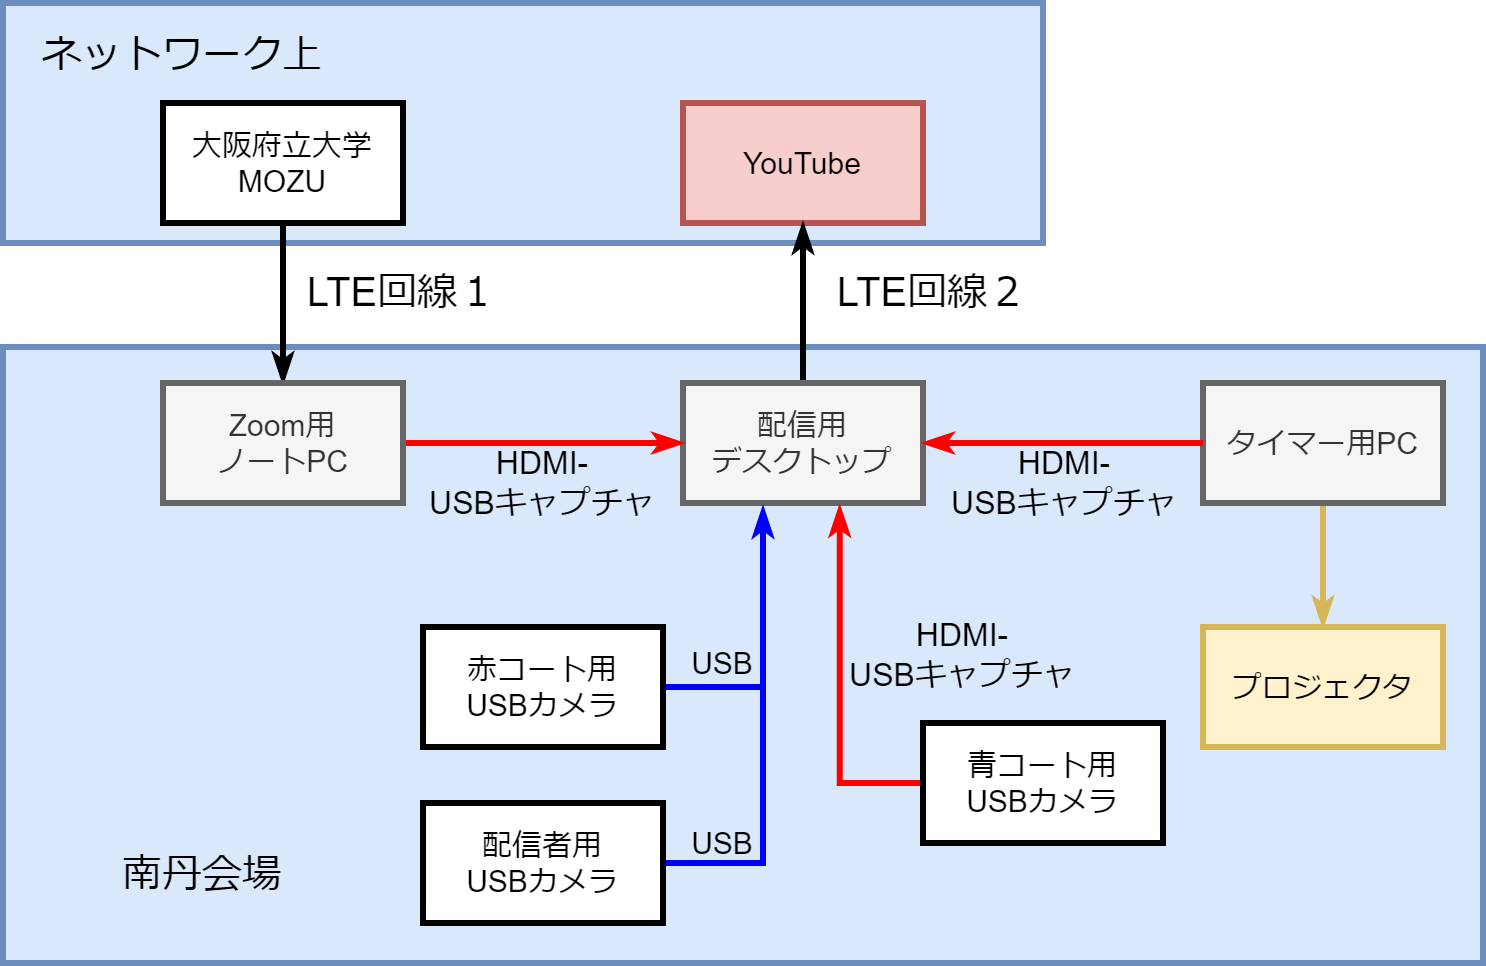 ネットワーク上
大阪府立大学
MOZU
YouTube
LTE回線１
LTE回線２
Zoom用
ノートPC
HDMI-
USBキャプチャ
配信用
デスクトップ
HDMI-
USBキャプチャ
タイマー用PC
赤コート用
USBカメラ
USB
HDMI-
USBキャプチャ
プロジェクタ
青コート用
USBカメラ
配信者用
USBカメラ
USB
南丹会場